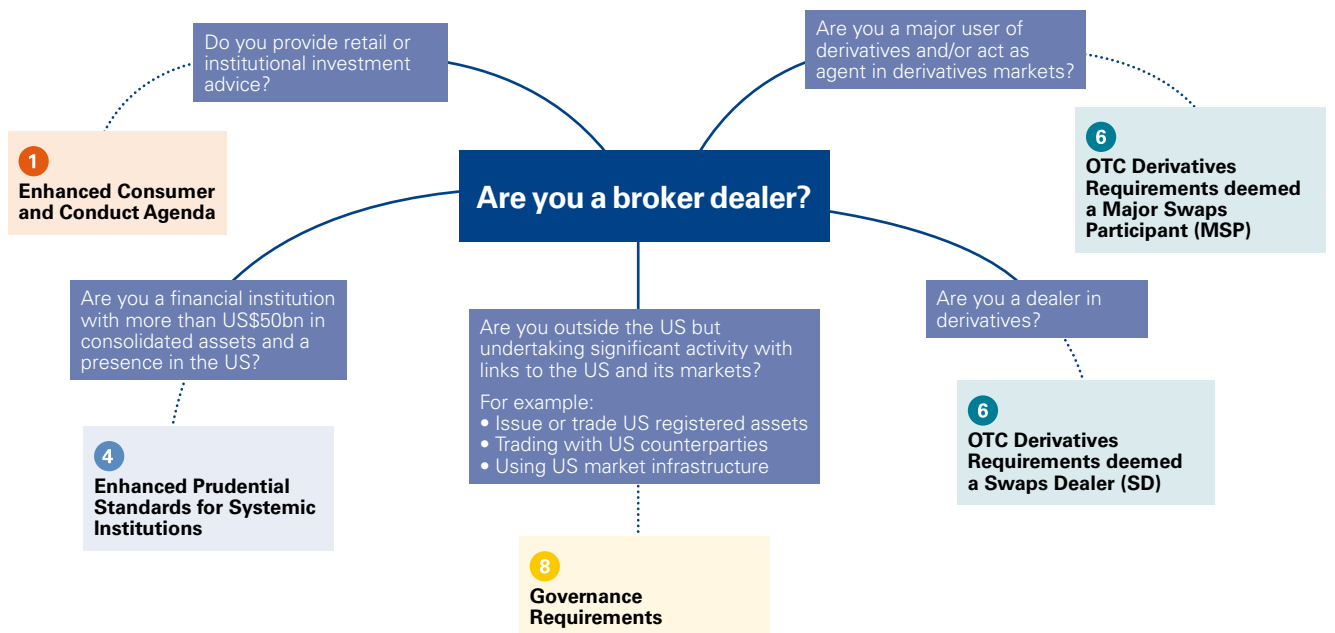 Do you provide retail or
institutional investment
advice?
Are you a major user of
derivatives and/or act as
agent in derivatives markets?
1
Enhanced Consumer
and Conduct Agenda
Are you a broker dealer?
6
OTC Derivatives
Requirements deemed
a Major Swaps
Participant (MSP)
Are you a financial institution
with more than US$50bn in
consolidated assets and a
presence in the US?
Are you outside the US but
undertaking significant activity with
links to the US and its markets?
For example:
• Issue or trade US registered assets
• Trading with US counterparties
• Using US market infrastructure
Are you a dealer in
derivatives?
4
Enhanced Prudential
Standards for Systemic
Institutions
8
Governance
Requirements
6
OTC Derivatives
Requirements deemed
a Swaps Dealer (SD)